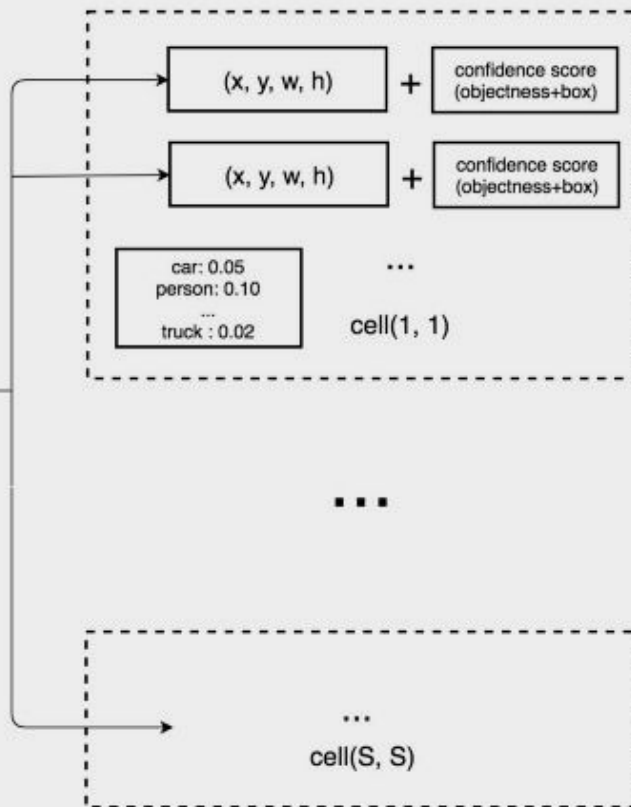 (x, y, w, h) + confidence score
(objectness+box)
(x, y, w, h) + confidence score
(objectness+box)
car: 0.05
person: 0.10
...
truck : 0.02
...
cell(1, 1)
...
...
cell(S, S)